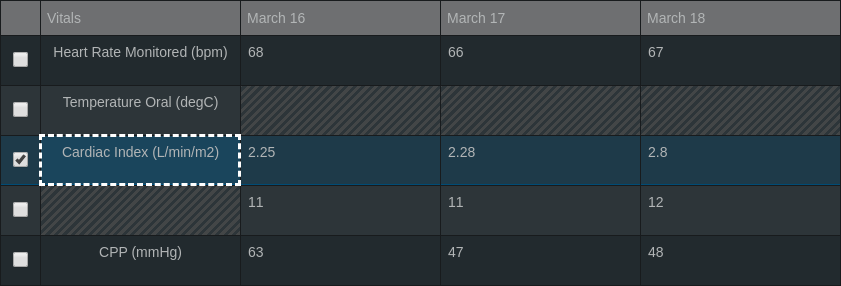 Vitals March 16 March 17 March 18
Heart Rate Monitored (bpm) 68 66 67
Temperature Oral (degC)
Cardiac Index (L/min/m2) 2.25 2.28 2.8
11 11 12
CPP (mmHg) 63 47 48